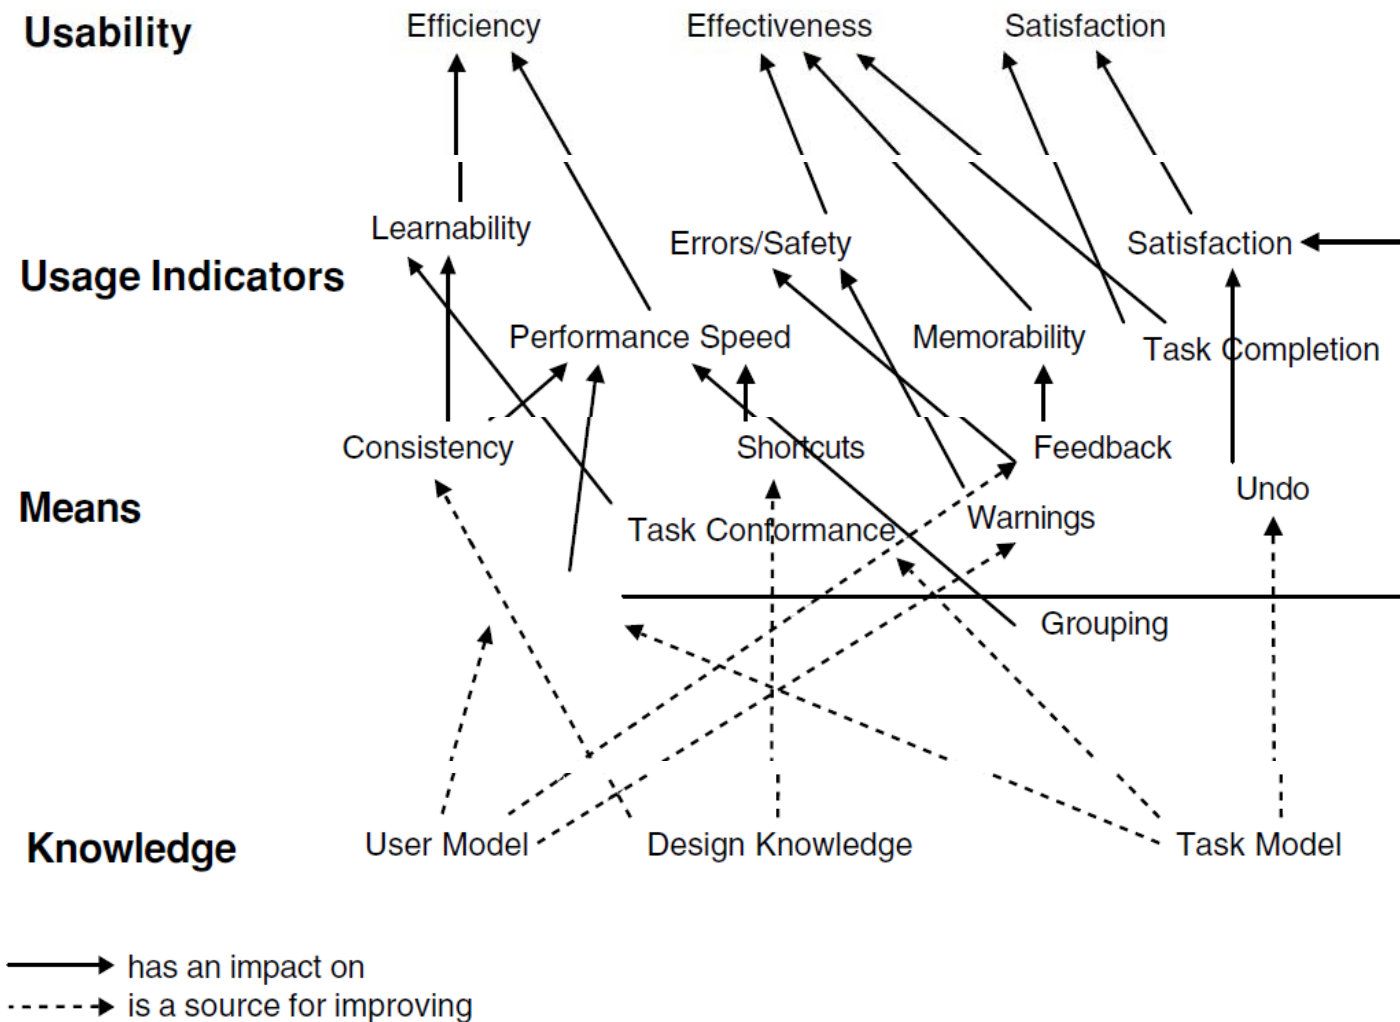 Usability
Efficiency
Effectiveness
Satisfaction
Learnability
Errors/Safety
Satisfaction
Usage Indicators
Performance Speed
Memorability
Task Completion
Consistency
Shortcuts
Feedback
Undo
Means
Task Conformance
Warnings
Grouping
Knowledge
User Model
Design Knowledge
Task Model
has an impact on
is a source for improving